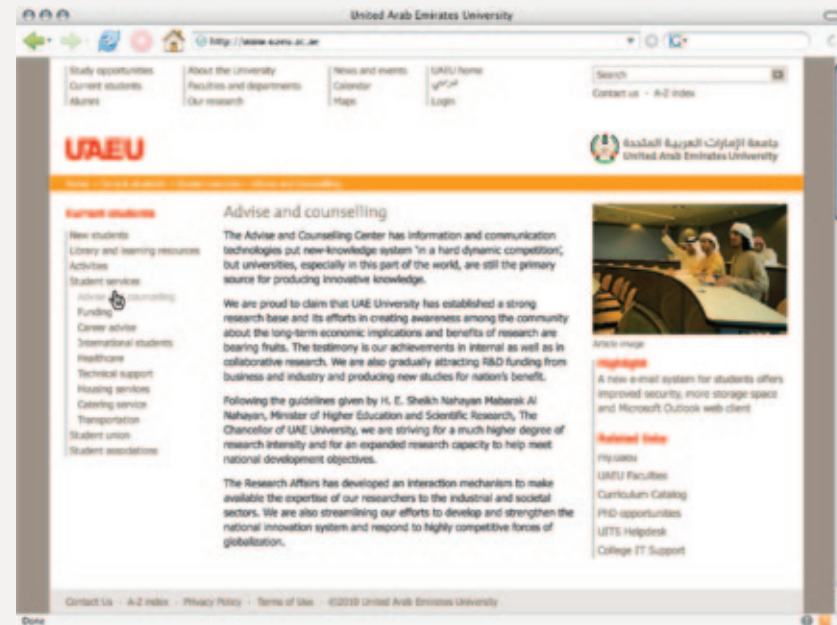 United Arab Emirates University
http://www.uaeu.ac.ae
Study opportunities
Current students
Alumni
About the University
Faculties and departments
Our research
News and events
Calendar
Maps
UAEU home
عربي
Login
Search
Contact us - A-Z index
UAEU
جامعة الإمارات العربية المتحدة
United Arab Emirates University
Home > Current students > Student services > Advise and Counselling
Current students
New students
Library and learning resources
Activities
Student services
Advise counselling
Funding
Career advise
International students
Healthcare
Technical support
Housing services
Catering service
Transportation
Student union
Student associations
Advise and counselling
The Advise and Counselling Center has information and communication
technologies put new-knowledge system 'in a hard dynamic competition',
but universities, especially in this part of the world, are still the primary
source for producing innovative knowledge.
We are proud to claim that UAE University has established a strong
research base and its efforts in creating awareness among the community
about the long-term economic implications and benefits of research are
bearing fruits. The testimony is our achievements in internal as well as in
collaborative research. We are also gradually attracting R&D funding from
business and industry and producing new studies for nation's benefit.
Following the guidelines given by H. E. Sheikh Nahayan Mabarak Al
Nahayan, Minister of Higher Education and Scientific Research, The
Chancellor of UAE University, we are striving for a much higher degree of
research intensity and for an expanded research capacity to help meet
national development objectives.
The Research Affairs has developed an interaction mechanism to make
available the expertise of our researchers to the industrial and societal
sectors. We are also streamlining our efforts to develop and strengthen the
national innovation system and respond to highly competitive forces of
globalization.
Article image
Highlight
A new e-mail system for students offers
improved security, more storage space
and Microsoft Outlook web client
Related links
my.uaeu
UAEU Faculties
Curriculum Catalog
PhD opportunities
UITS Helpdesk
College IT Support
Contact Us - A-Z index - Privacy Policy - Terms of Use - ©2010 United Arab Emirates University
Done